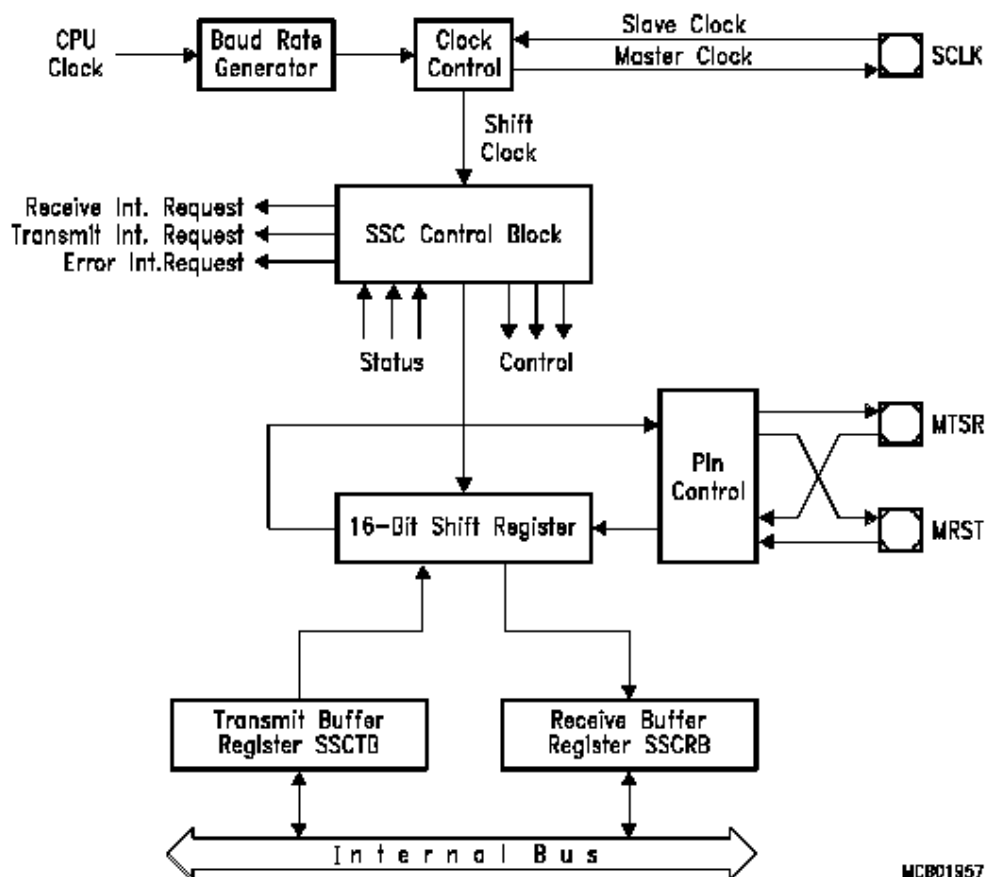 CPU
Clock
Baud Rate
Generator
Clock
Control
Slave Clock
Master Clock
SCLK
Shift
Clock
Receive Int. Request
Transmit Int. Request
Error Int.Request
SSC Control Block
Status
Control
Pin
Control
MTSR
MRST
16-Bit Shift Register
Transmit Buffer
Register SSCTB
Receive Buffer
Register SSCRB
Internal Bus
MCB01957